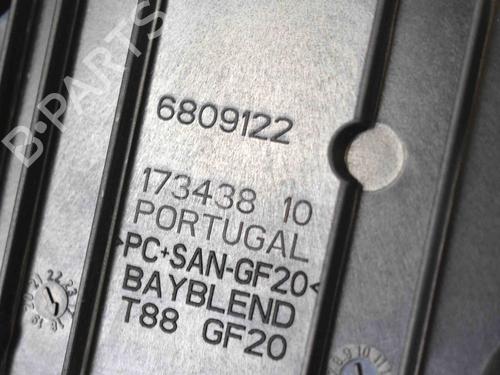 B-PARTS
6809122
173438 10
PORTUGAL
>PC+SAN-GF20<
BAYBLEND
T88 GF20